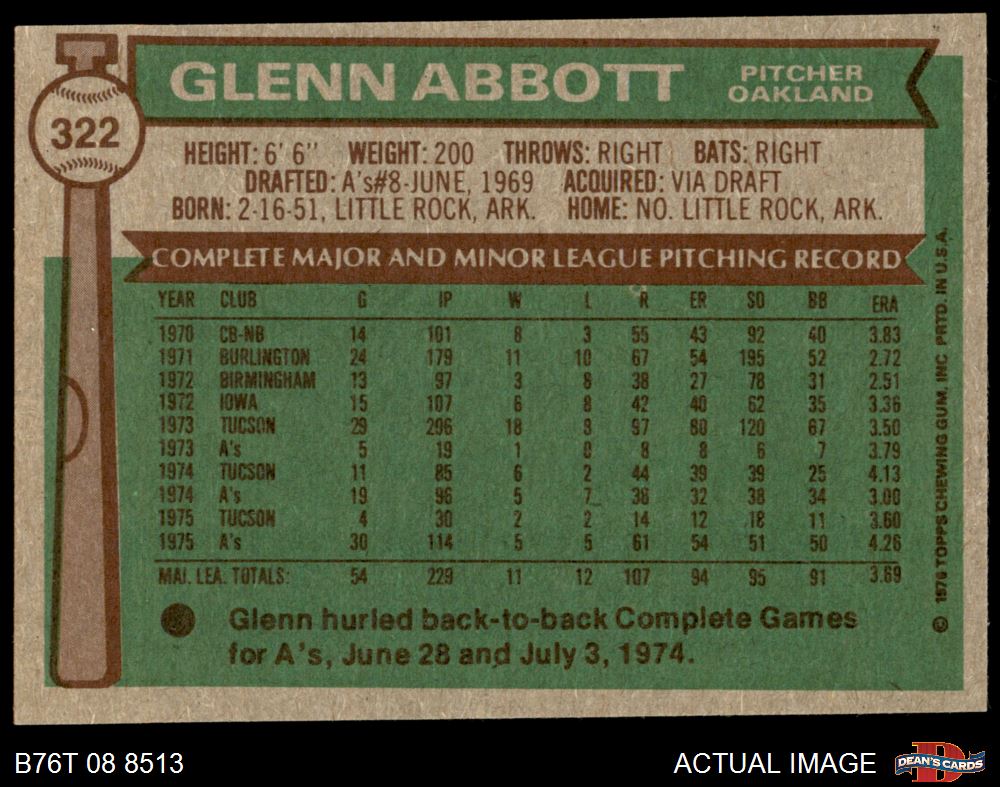 GLENN ABBOTT
PITCHER
OAKLAND
322
HEIGHT: 6' 6" WEIGHT: 200 THROWS: RIGHT BATS: RIGHT
DRAFTED: A's#8-JUNE, 1969 ACQUIRED: VIA DRAFT
BORN: 2-16-51, LITTLE ROCK, ARK. HOME: NO. LITTLE ROCK, ARK.
COMPLETE MAJOR AND MINOR LEAGUE PITCHING RECORD
YEAR CLUB G IP W L R ER SO BB ERA
1970 CB-NB 14 101 8 3 55 43 92 40 3.83
1971 BURLINGTON 24 179 11 10 67 54 195 52 2.72
1972 BIRMINGHAM 13 97 3 8 38 27 78 31 2.51
1972 IOWA 15 107 6 8 42 40 62 35 3.36
1973 TUCSON 29 206 18 8 97 80 120 67 3.50
1973 A's 5 19 1 0 8 8 6 7 3.79
1974 TUCSON 11 85 6 2 44 39 39 25 4.13
1974 A's 19 96 5 7 38 32 38 34 3.00
1975 TUCSON 4 30 2 2 14 12 18 11 3.60
1975 A's 30 114 5 5 61 54 51 50 4.26
MAJ. LEA. TOTALS: 54 229 11 12 107 94 95 91 3.69
Glenn hurled back-to-back Complete Games
for A's, June 28 and July 3, 1974.
© 1976 TOPPS CHEWING GUM, INC. PRTD. IN U.S.A.
B76T 08 8513
ACTUAL IMAGE
D
DEAN'S CARDS